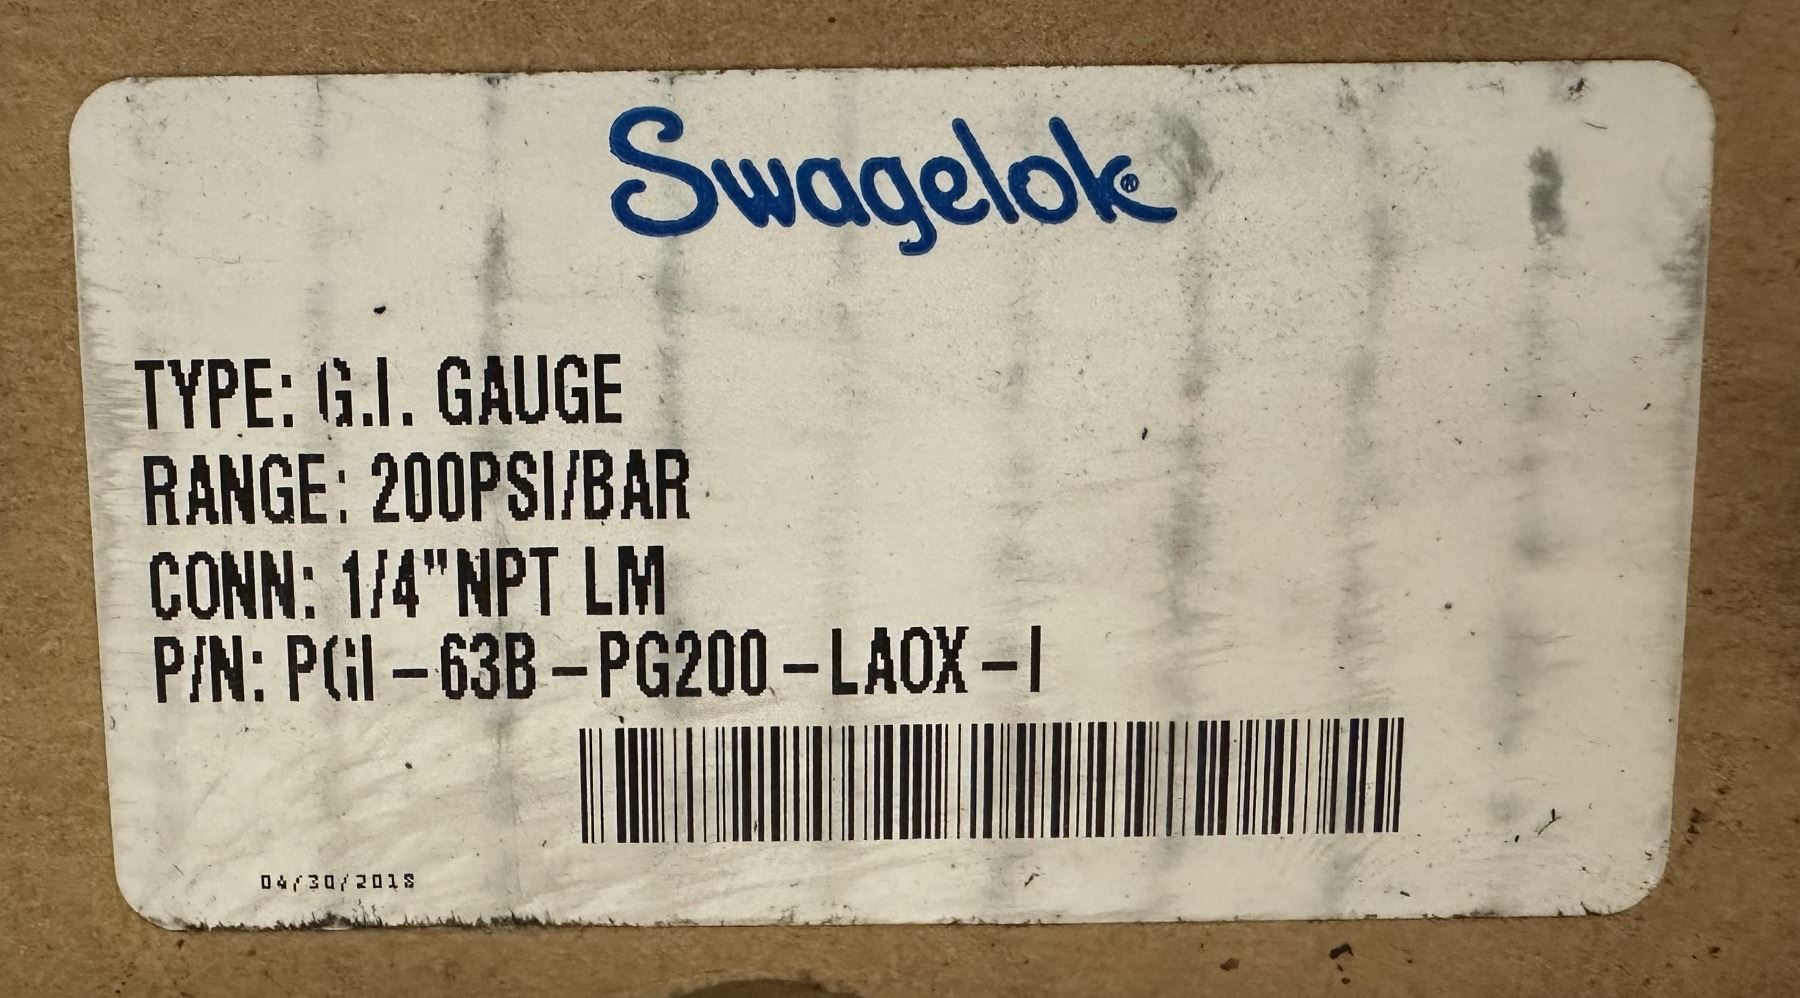 Swagelok®
TYPE: G.I. GAUGE
RANGE: 200PSI/BAR
CONN: 1/4"NPT LM
P/N: PGI-63B-PG200-LAOX-I
04/30/2018